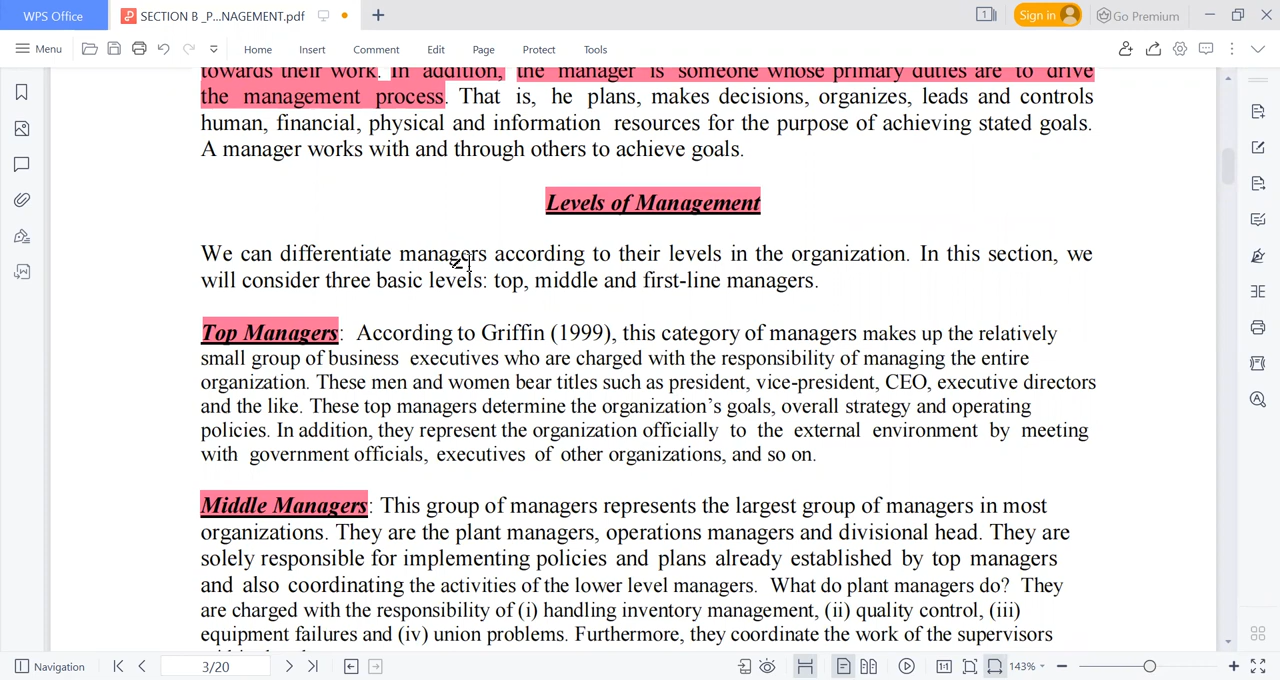 WPS Office
SECTION B _P...NAGEMENT.pdf
1
Sign in
Go Premium
Menu
Home
Insert
Comment
Edit
Page
Protect
Tools
towards their work. In addition, the manager is someone whose primary duties are to drive
the management process. That is, he plans, makes decisions, organizes, leads and controls
human, financial, physical and information resources for the purpose of achieving stated goals.
A manager works with and through others to achieve goals.
Levels of Management
We can differentiate managers according to their levels in the organization. In this section, we
will consider three basic levels: top, middle and first-line managers.
Top Managers: According to Griffin (1999), this category of managers makes up the relatively
small group of business executives who are charged with the responsibility of managing the entire
organization. These men and women bear titles such as president, vice-president, CEO, executive directors
and the like. These top managers determine the organization's goals, overall strategy and operating
policies. In addition, they represent the organization officially to the external environment by meeting
with government officials, executives of other organizations, and so on.
Middle Managers: This group of managers represents the largest group of managers in most
organizations. They are the plant managers, operations managers and divisional head. They are
solely responsible for implementing policies and plans already established by top managers
and also coordinating the activities of the lower level managers. What do plant managers do? They
are charged with the responsibility of (i) handling inventory management, (ii) quality control, (iii)
equipment failures and (iv) union problems. Furthermore, they coordinate the work of the supervisors
Navigation
3/20
1:1
143%